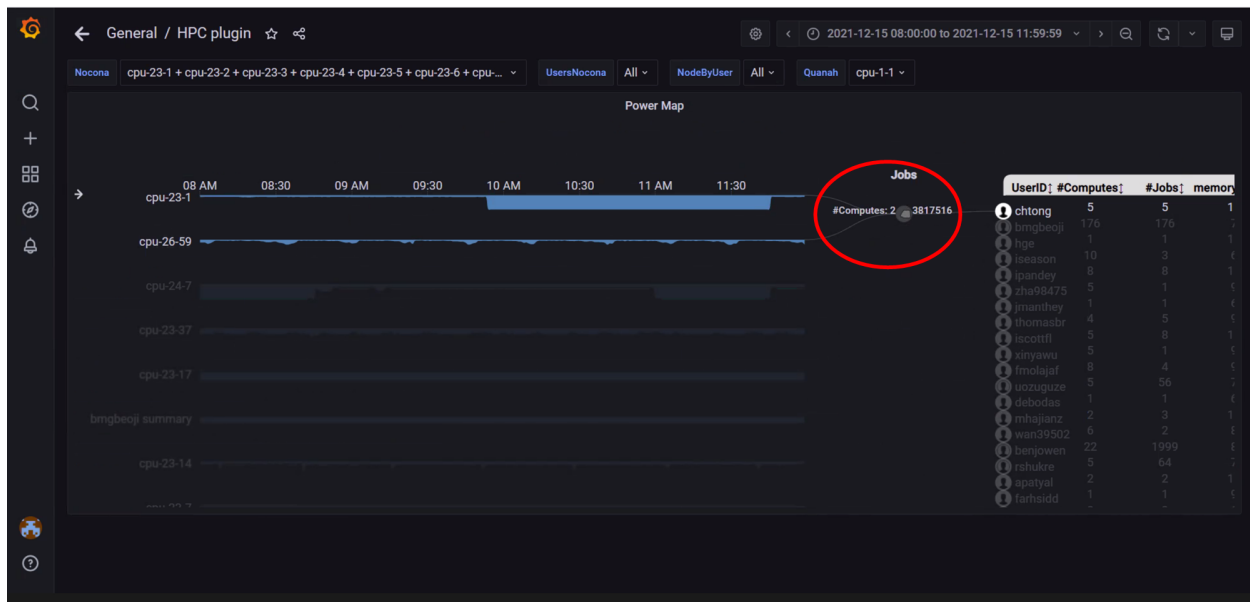 General / HPC plugin
2021-12-15 08:00:00 to 2021-12-15 11:59:59
Nocona cpu-23-1 + cpu-23-2 + cpu-23-3 + cpu-23-4 + cpu-23-5 + cpu-23-6 + cpu-... UsersNocona All NodeByUser All Quanah cpu-1-1
Power Map
Jobs
08 AM 08:30 09 AM 09:30 10 AM 10:30 11 AM 11:30
UserID #Computes #Jobs memory
cpu-23-1
#Computes: 2 3817516
chtong 5 5 1
bmgbeoji 176 176 7
cpu-26-59
hge 1 1 1
iseason 10 3
ipandey 8 8 1
cpu-24-7
zha98475 5 1
jmanthey 1 1
thomasbr 4 5
cpu-23-37
iscottfl 5 8 1
xinyawu 5 1
fmolajaf 8 4
cpu-23-17
uozuguze 5 56 7
debodas 1 1
mhajianz 2 3 1
bmgbeoji summary
wan39502 6 2
benjowen 22 1999
cpu-23-14
rshukre 5 64 7
apatyal 2 2 1
farhsidd 1 1